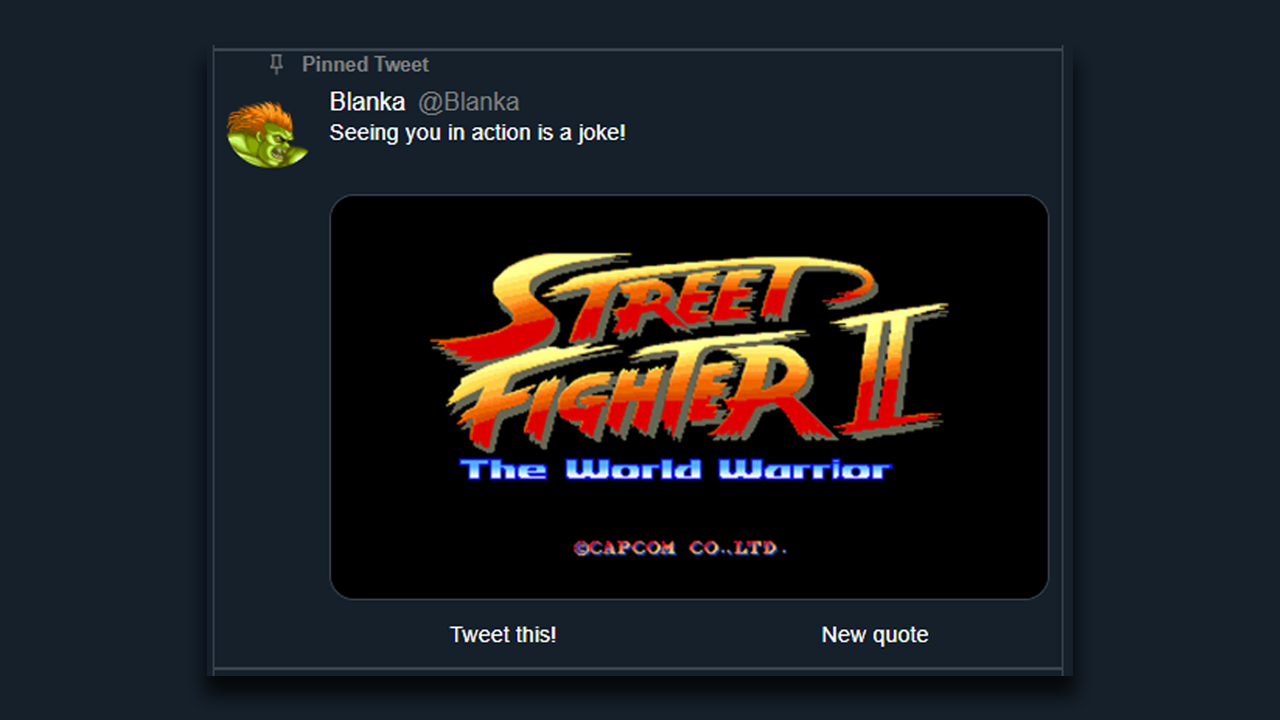 Pinned Tweet
Blanka @Blanka
Seeing you in action is a joke!
STREET
FIGHTER II
The World Warrior
©CAPCOM CO.,LTD.
Tweet this! New quote